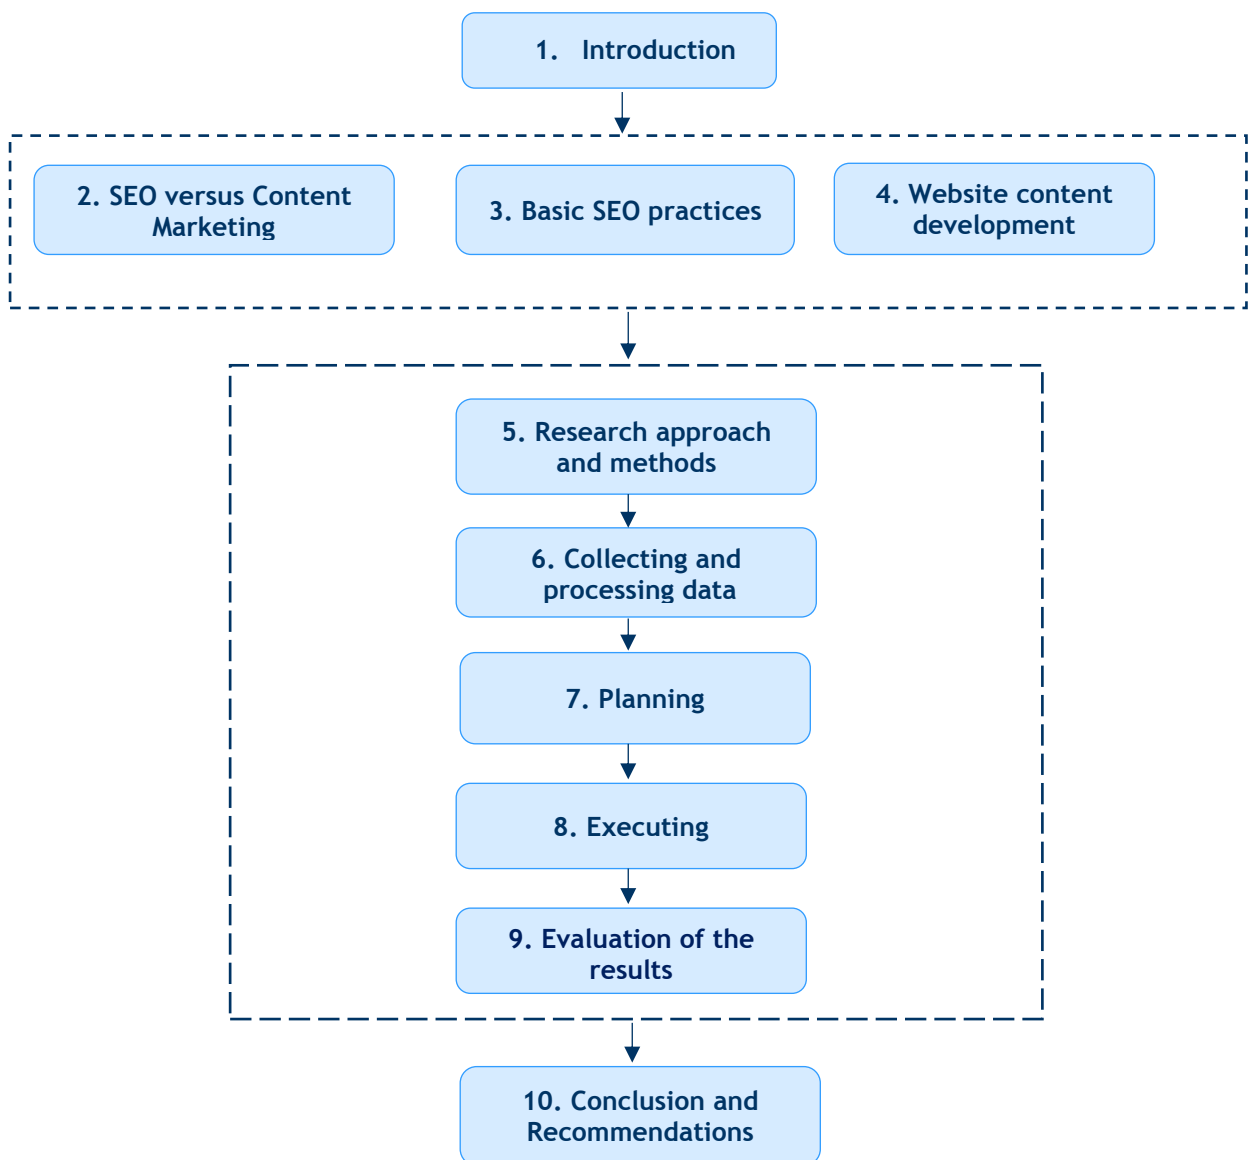 1. Introduction
2. SEO versus Content
Marketing
3. Basic SEO practices
4. Website content
development
5. Research approach
and methods
6. Collecting and
processing data
7. Planning
8. Executing
9. Evaluation of the
results
10. Conclusion and
Recommendations